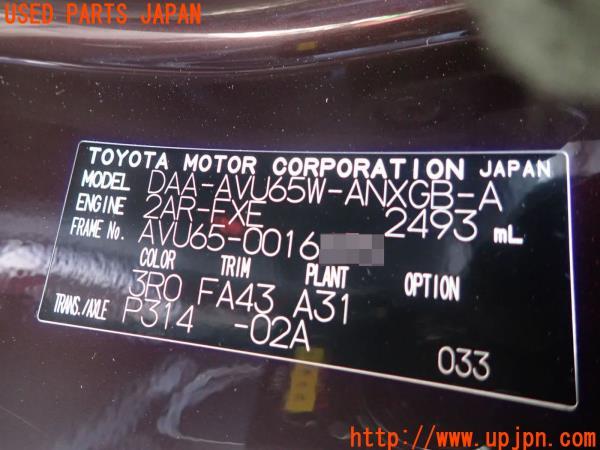 USED PARTS JAPAN
TOYOTA MOTOR CORPORATION JAPAN
MODEL DAA-AVU65W-ANXGB-A
ENGINE 2AR-FXE 2493 mL
FRAME No. AVU65-0016
COLOR TRIM PLANT OPTION
3R0 FA43 A31
TRANS./AXLE P314 -02A
033
http://www.upjpn.com